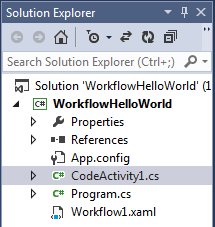 Solution Explorer
Search Solution Explorer (Ctrl+;)
Solution 'WorkflowHelloWorld' (1
C# WorkflowHelloWorld
Properties
References
App.config
C# CodeActivity1.cs
C# Program.cs
Workflow1.xaml